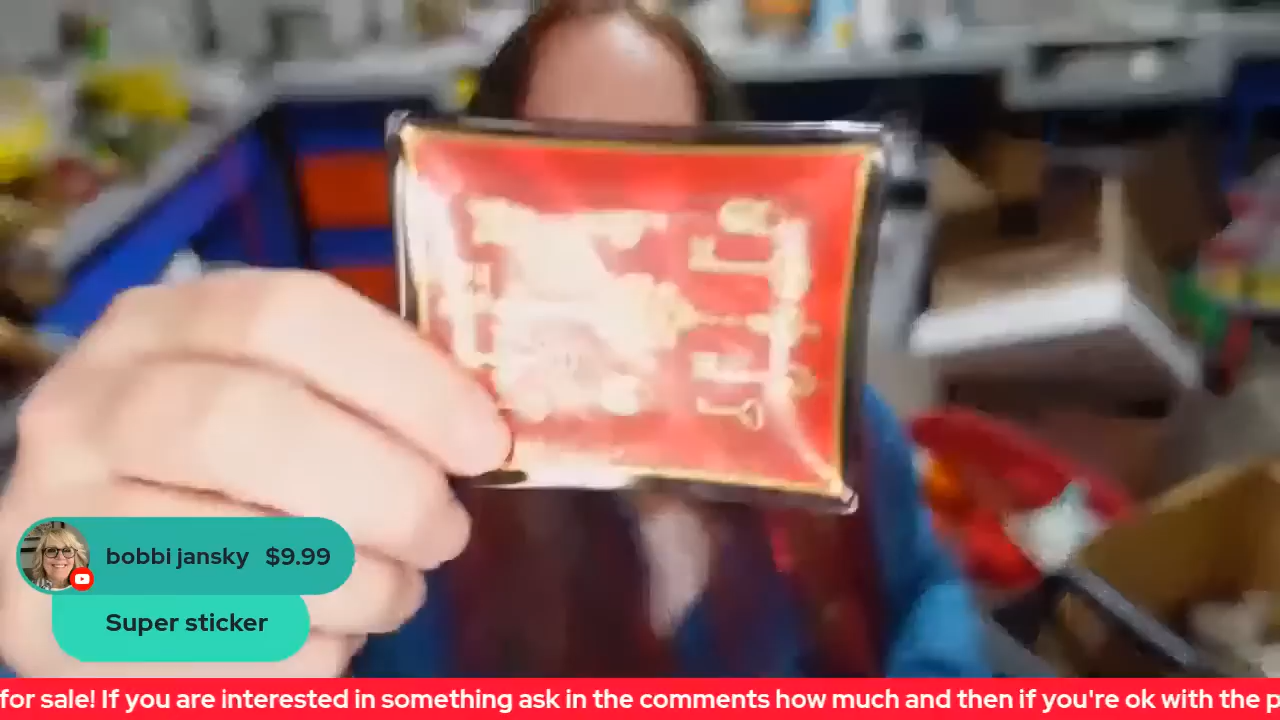 bobbi jansky $9.99
Super sticker
for sale! If you are interested in something ask in the comments how much and then if you're ok with the p